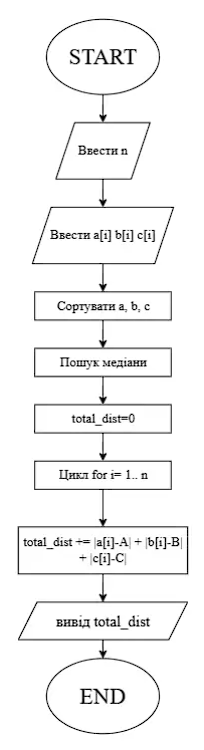 START
Ввести n
Ввести a[i] b[i] c[i]
Сортувати a, b, c
Пошук медіани
total_dist=0
Цикл for i= 1.. n
total_dist += |a[i]-A| + |b[i]-B|
+ |c[i]-C|
вивід total_dist
END